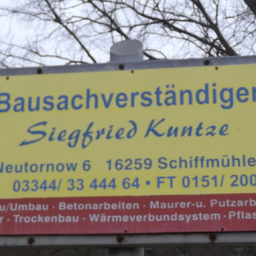 Bausachverständiger
Siegfried Kuntze
Neutornow 6 16259 Schiffmühle
03344/ 33 444 64 • FT 0151/ 200
u/Umbau - Betonarbeiten - Maurer-u. Putzarb
r - Trockenbau - Wärmeverbundsystem - Pflas